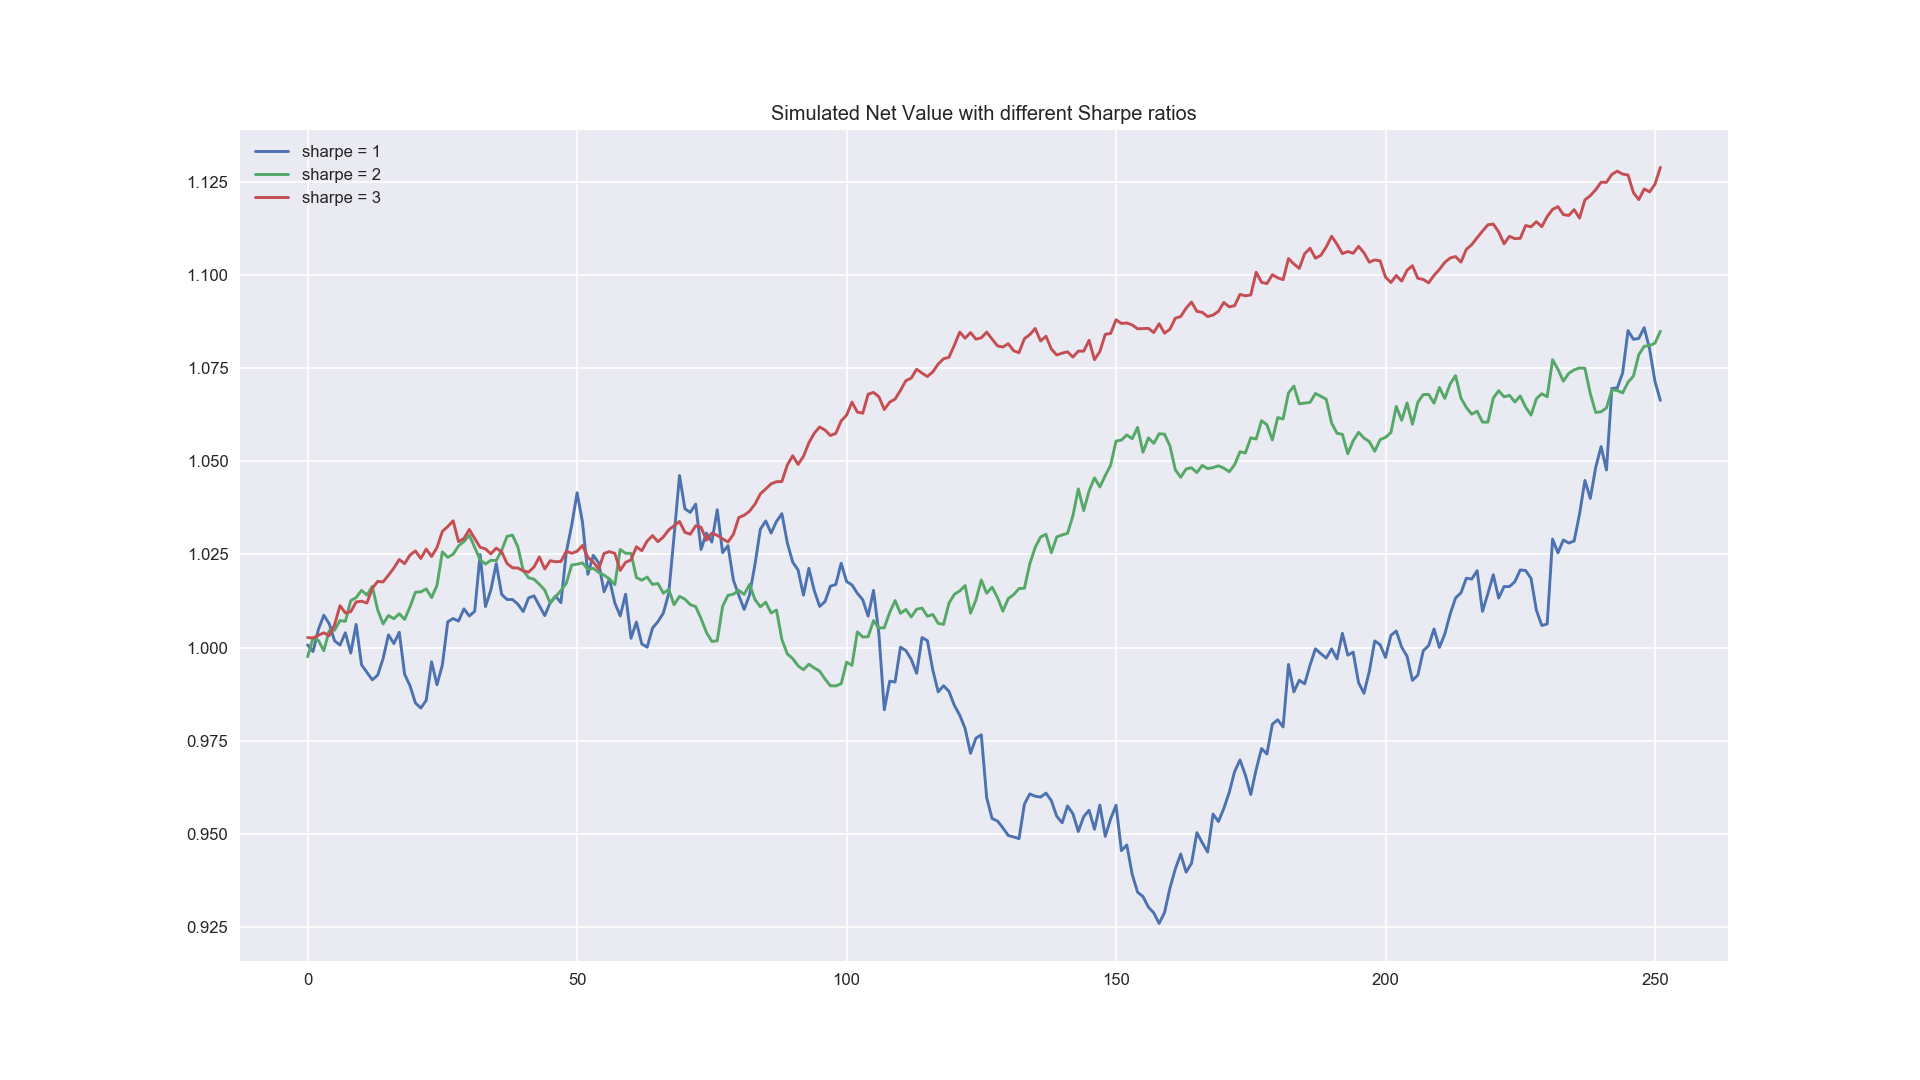 Simulated Net Value with different Sharpe ratios
sharpe = 1
sharpe = 2
sharpe = 3
1.125
1.100
1.075
1.050
1.025
1.000
0.975
0.950
0.925
0 50 100 150 200 250